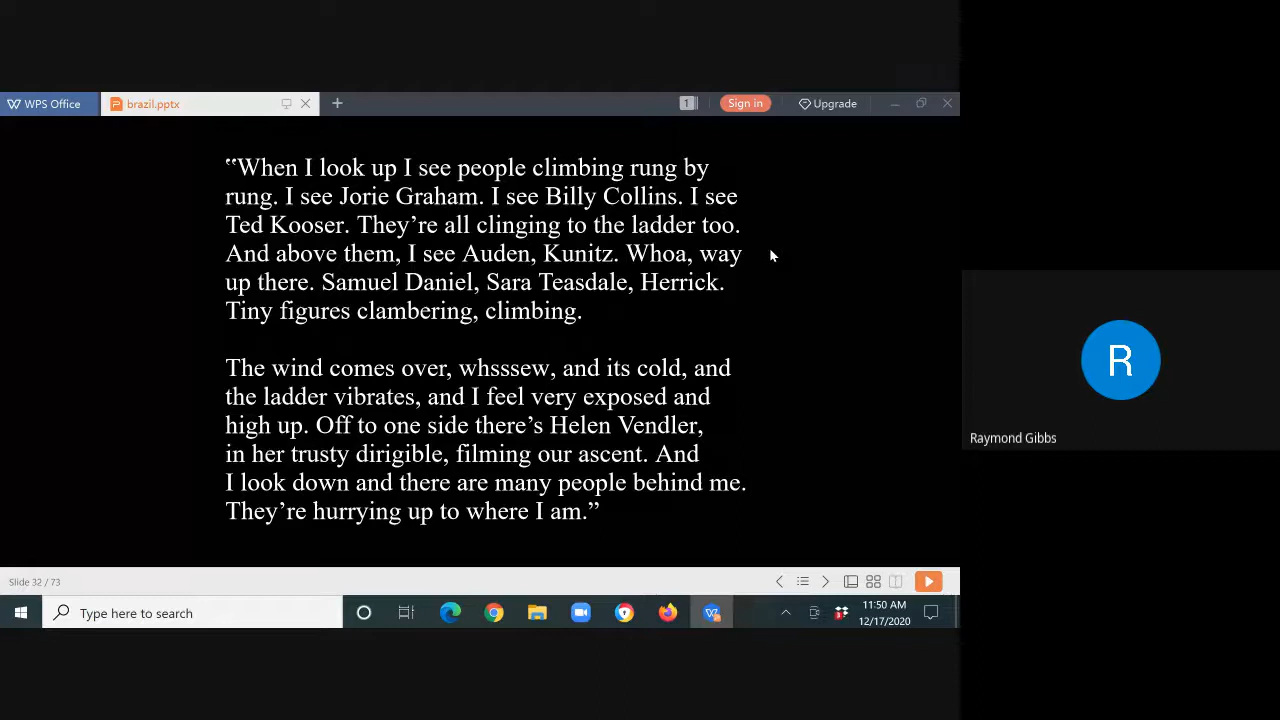 WPS Office
brazil.pptx
1
Sign in
Upgrade
“When I look up I see people climbing rung by
rung. I see Jorie Graham. I see Billy Collins. I see
Ted Kooser. They’re all clinging to the ladder too.
And above them, I see Auden, Kunitz. Whoa, way
up there. Samuel Daniel, Sara Teasdale, Herrick.
Tiny figures clambering, climbing.
The wind comes over, whsssew, and its cold, and
the ladder vibrates, and I feel very exposed and
high up. Off to one side there’s Helen Vendler,
in her trusty dirigible, filming our ascent. And
I look down and there are many people behind me.
They’re hurrying up to where I am.”
R
Raymond Gibbs
Slide 32 / 73
Type here to search
11:50 AM
12/17/2020